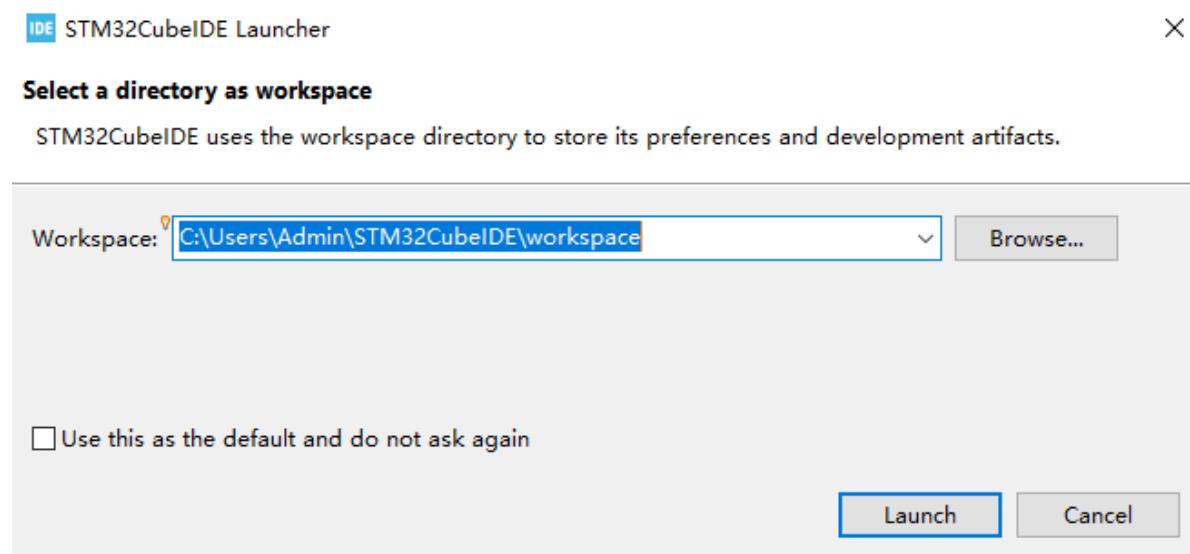 IDE STM32CubeIDE Launcher
Select a directory as workspace
STM32CubeIDE uses the workspace directory to store its preferences and development artifacts.
Workspace: C:\Users\Admin\STM32CubeIDE\workspace Browse...
Use this as the default and do not ask again
Launch Cancel